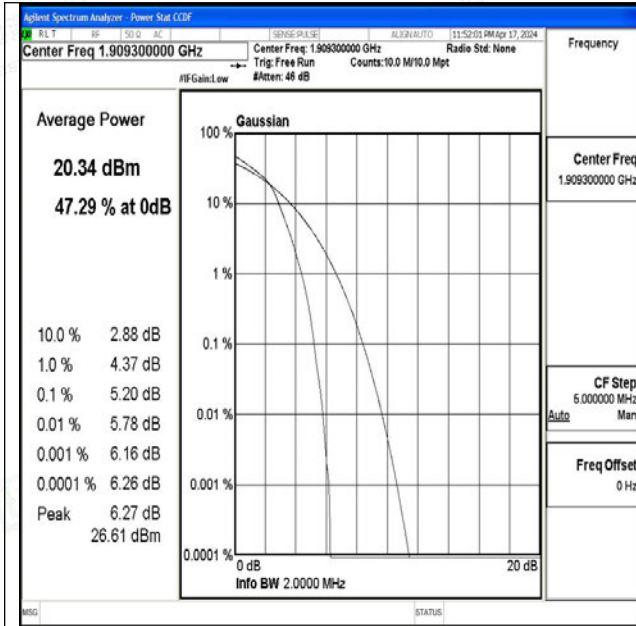 Agilent Spectrum Analyzer - Power Stat CCDF
RL T RF 50 Ω AC SENSE:PULSE ALIGN AUTO 11:52:01 PM Apr 17, 2024
Center Freq 1.909300000 GHz
Center Freq: 1.909300000 GHz Radio Std: None
Trig: Free Run Counts:10.0 M/10.0 Mpt
#IFGain:Low #Atten: 46 dB
Frequency
Average Power
20.34 dBm
47.29 % at 0dB
10.0 % 2.88 dB
1.0 % 4.37 dB
0.1 % 5.20 dB
0.01 % 5.78 dB
0.001 % 6.16 dB
0.0001 % 6.26 dB
Peak 6.27 dB
26.61 dBm
Gaussian
100 %
10 %
1 %
0.1 %
0.01 %
0.001 %
0.0001 %
0 dB 20 dB
Info BW 2.0000 MHz
Center Freq
1.909300000 GHz
CF Step
5.000000 MHz
Auto Man
Freq Offset
0 Hz
MSG STATUS